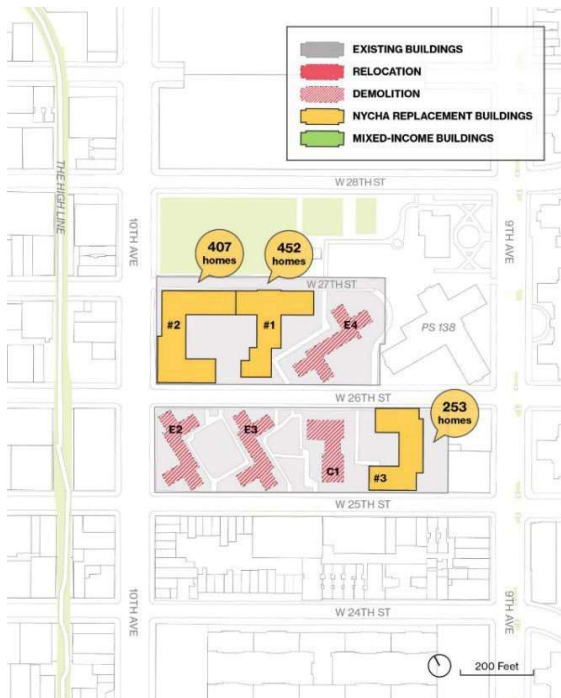 EXISTING BUILDINGS
RELOCATION
DEMOLITION
NYCHA REPLACEMENT BUILDINGS
MIXED-INCOME BUILDINGS
THE HIGH LINE
W 28TH ST
10TH AVE
9TH AVE
407
homes
452
homes
W 27TH ST
#2
#1
E4
PS 138
W 26TH ST
253
homes
E2
E3
C1
#3
W 25TH ST
10TH AVE
9TH AVE
W 24TH ST
200 Feet